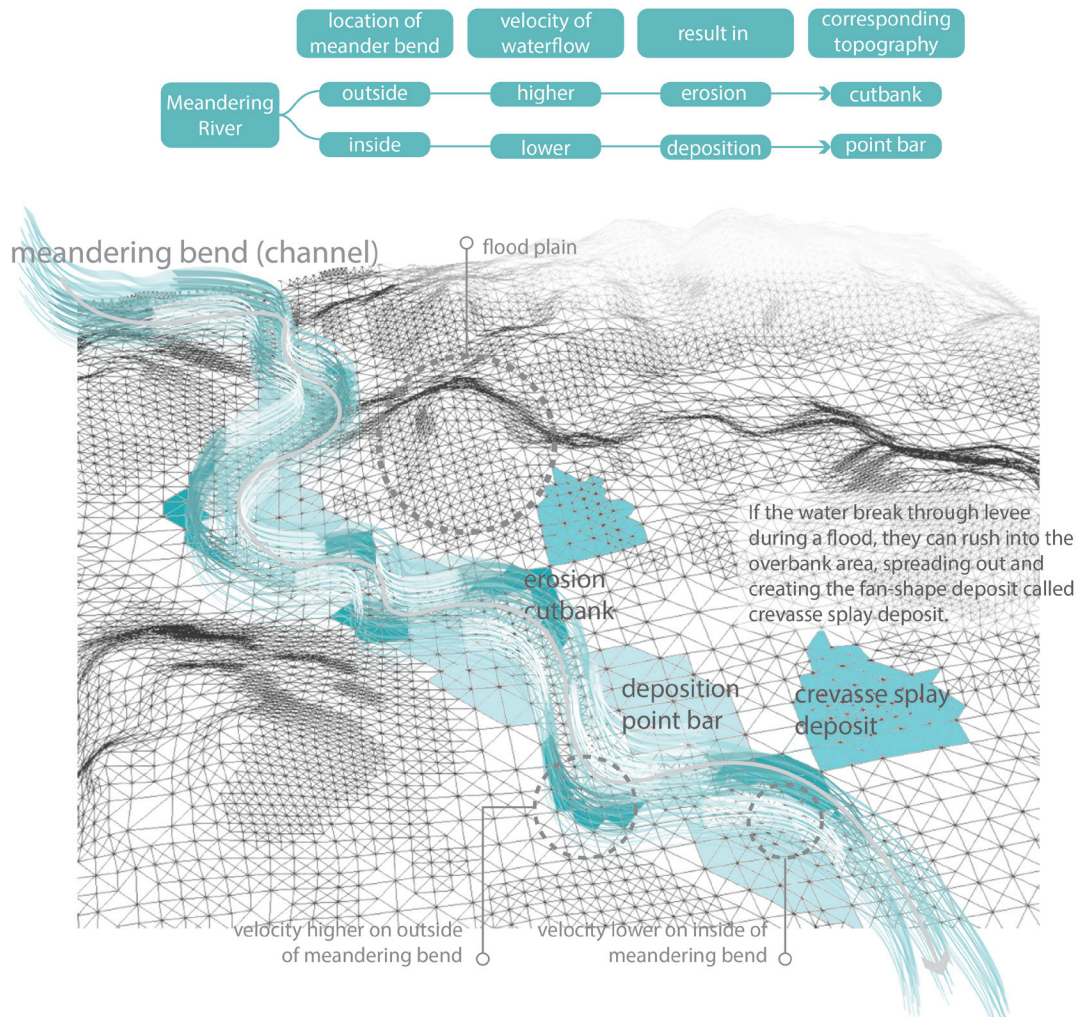 location of
meander bend
velocity of
waterflow
result in
corresponding
topography
Meandering
River
outside
higher
erosion
cutbank
inside
lower
deposition
point bar
meandering bend (channel)
flood plain
If the water break through levee
during a flood, they can rush into the
overbank area, spreading out and
creating the fan-shape deposit called
crevasse splay deposit.
erosion
cutbank
deposition
point bar
crevasse splay
deposit
velocity higher on outside
of meandering bend
velocity lower on inside of
meandering bend